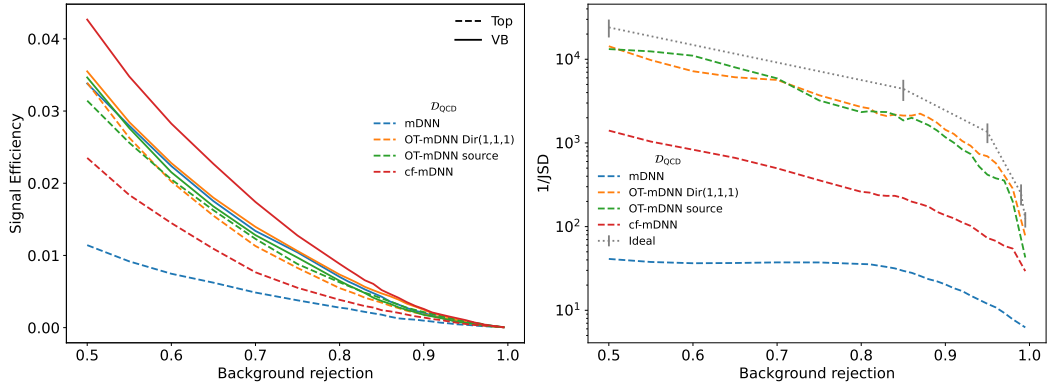 Signal Efficiency
0.04
0.03
0.02
0.01
0.00
Top
VB
𝒟QCD
mDNN
OT-mDNN Dir(1,1,1)
OT-mDNN source
cf-mDNN
0.5 0.6 0.7 0.8 0.9 1.0
Background rejection
1/JSD
10⁴
10³
10²
10¹
𝒟QCD
mDNN
OT-mDNN Dir(1,1,1)
OT-mDNN source
cf-mDNN
Ideal
0.5 0.6 0.7 0.8 0.9 1.0
Background rejection